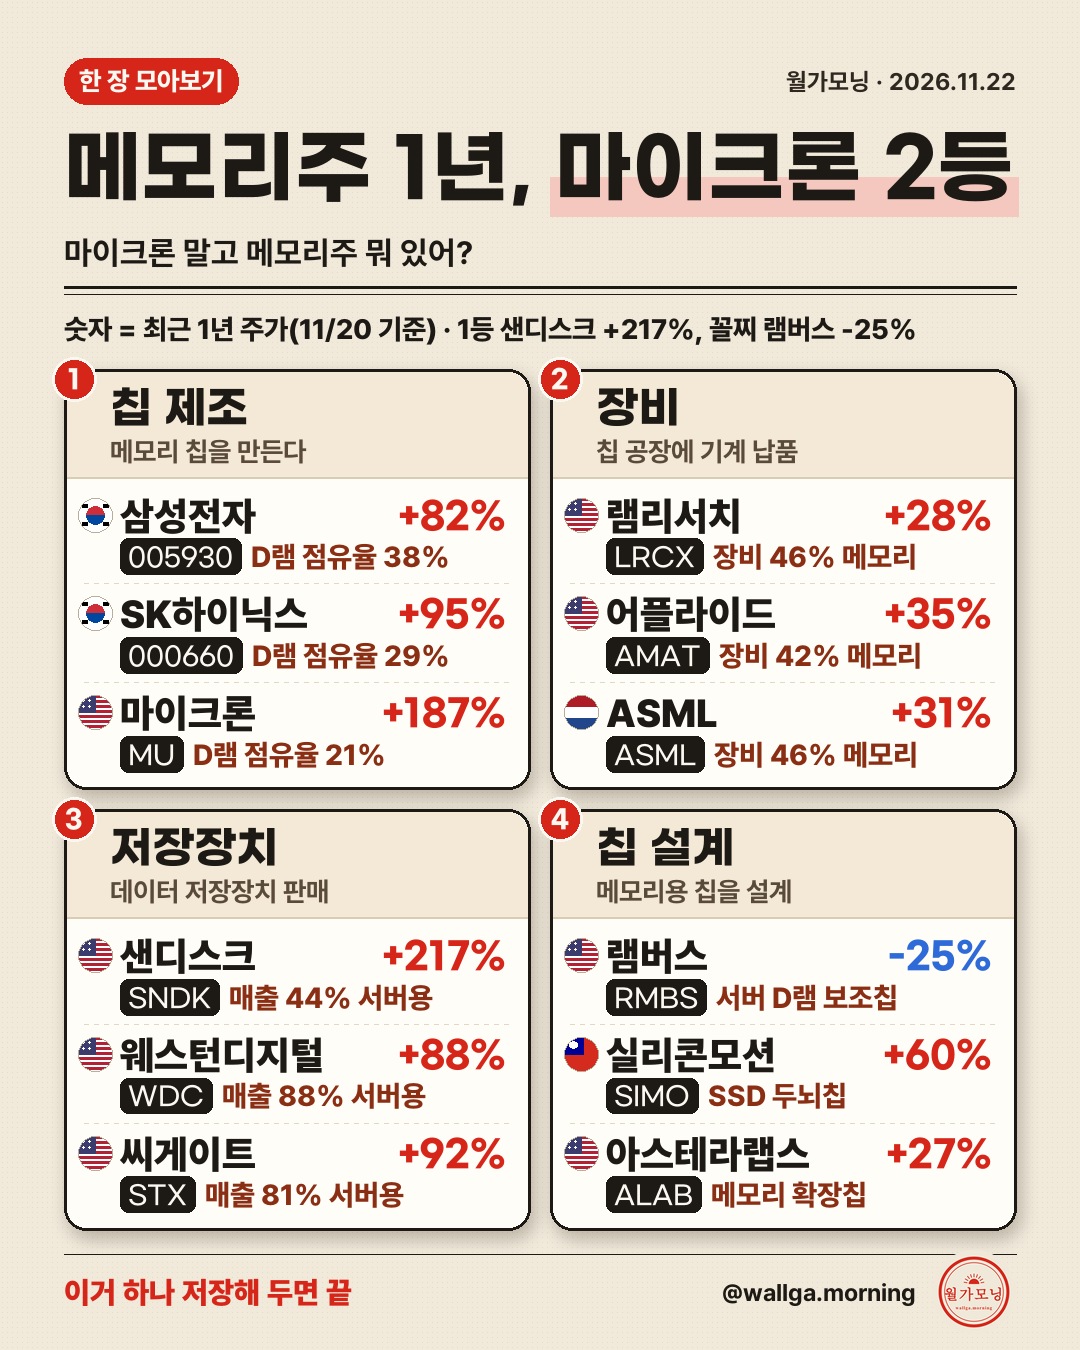 한 장 모아보기
월가모닝 · 2026.11.22
메모리주 1년, 마이크론 2등
마이크론 말고 메모리주 뭐 있어?
숫자 = 최근 1년 주가(11/20 기준) · 1등 샌디스크 +217%, 꼴찌 램버스 -25%
1
칩 제조
메모리 칩을 만든다
삼성전자 +82%
005930 D램 점유율 38%
SK하이닉스 +95%
000660 D램 점유율 29%
마이크론 +187%
MU D램 점유율 21%
2
장비
칩 공장에 기계 납품
램리서치 +28%
LRCX 장비 46% 메모리
어플라이드 +35%
AMAT 장비 42% 메모리
ASML +31%
ASML 장비 46% 메모리
3
저장장치
데이터 저장장치 판매
샌디스크 +217%
SNDK 매출 44% 서버용
웨스턴디지털 +88%
WDC 매출 88% 서버용
씨게이트 +92%
STX 매출 81% 서버용
4
칩 설계
메모리용 칩을 설계
램버스 -25%
RMBS 서버 D램 보조칩
실리콘모션 +60%
SIMO SSD 두뇌칩
아스테라랩스 +27%
ALAB 메모리 확장칩
이거 하나 저장해 두면 끝
@wallga.morning
월가모닝
wallga.morning